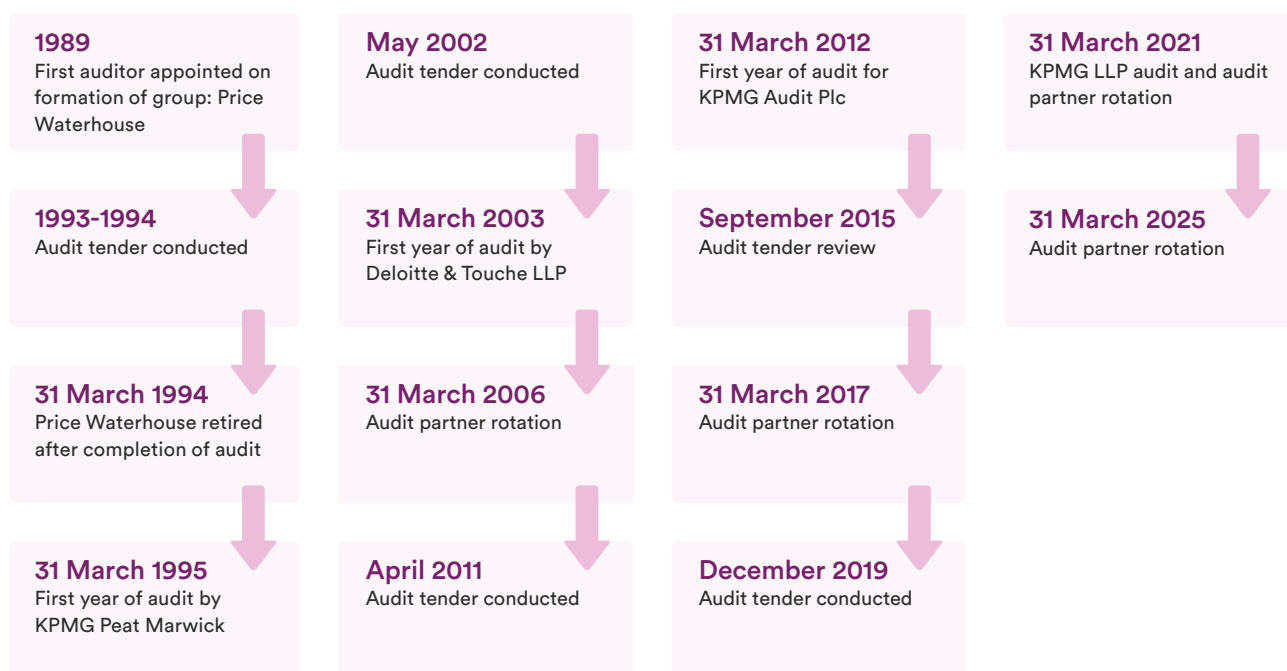 1989
First auditor appointed on
formation of group: Price
Waterhouse
1993-1994
Audit tender conducted
31 March 1994
Price Waterhouse retired
after completion of audit
31 March 1995
First year of audit by
KPMG Peat Marwick
May 2002
Audit tender conducted
31 March 2003
First year of audit by
Deloitte & Touche LLP
31 March 2006
Audit partner rotation
April 2011
Audit tender conducted
31 March 2012
First year of audit for
KPMG Audit Plc
September 2015
Audit tender review
31 March 2017
Audit partner rotation
December 2019
Audit tender conducted
31 March 2021
KPMG LLP audit and audit
partner rotation
31 March 2025
Audit partner rotation